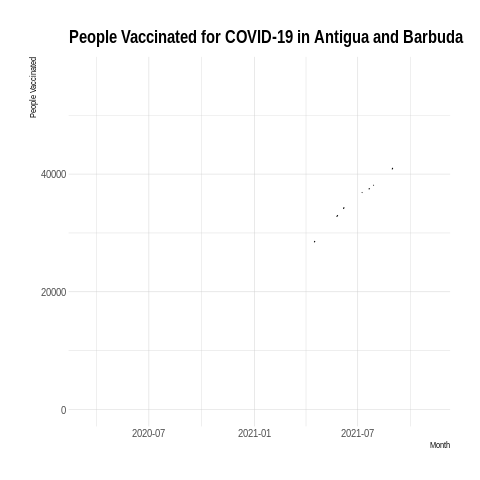 People Vaccinated for COVID-19 in Antigua and Barbuda
People Vaccinated
40000
20000
0
2020-07 2021-01 2021-07
Month